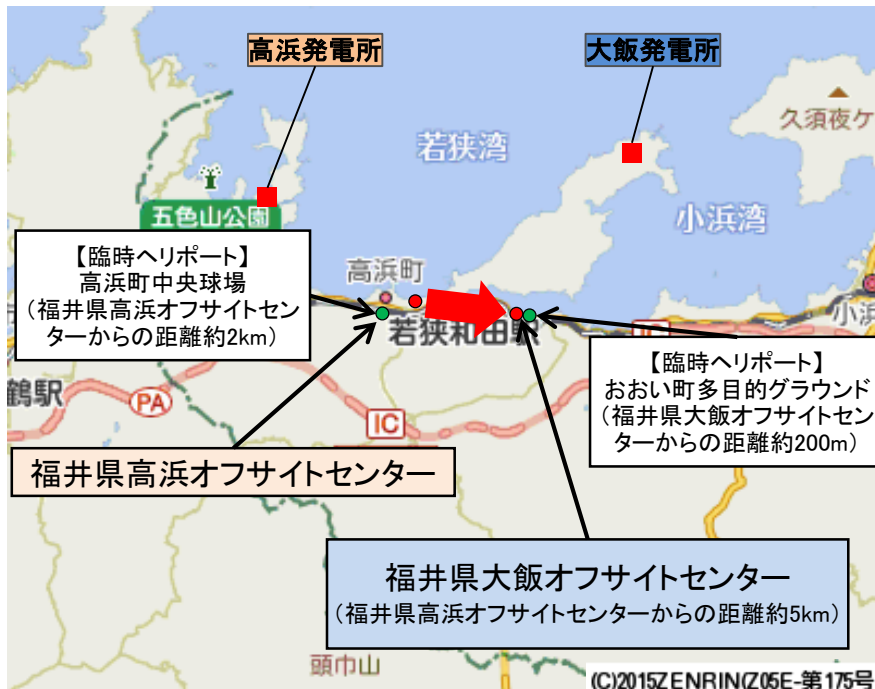 高浜発電所
大飯発電所
久須夜ケ
若狭湾
五色山公園
小浜湾
【臨時ヘリポート】
高浜町中央球場
（福井県高浜オフサイトセン
ターからの距離約2km）
高浜町
若狭和田駅
小浜
IC
【臨時ヘリポート】
おおい町多目的グラウンド
（福井県大飯オフサイトセン
ターからの距離約200m）
鶴駅
PA
IC
福井県高浜オフサイトセンター
福井県大飯オフサイトセンター
（福井県高浜オフサイトセンターからの距離約5km）
頭巾山
(C)2015ZENRIN(Z05E-第175号